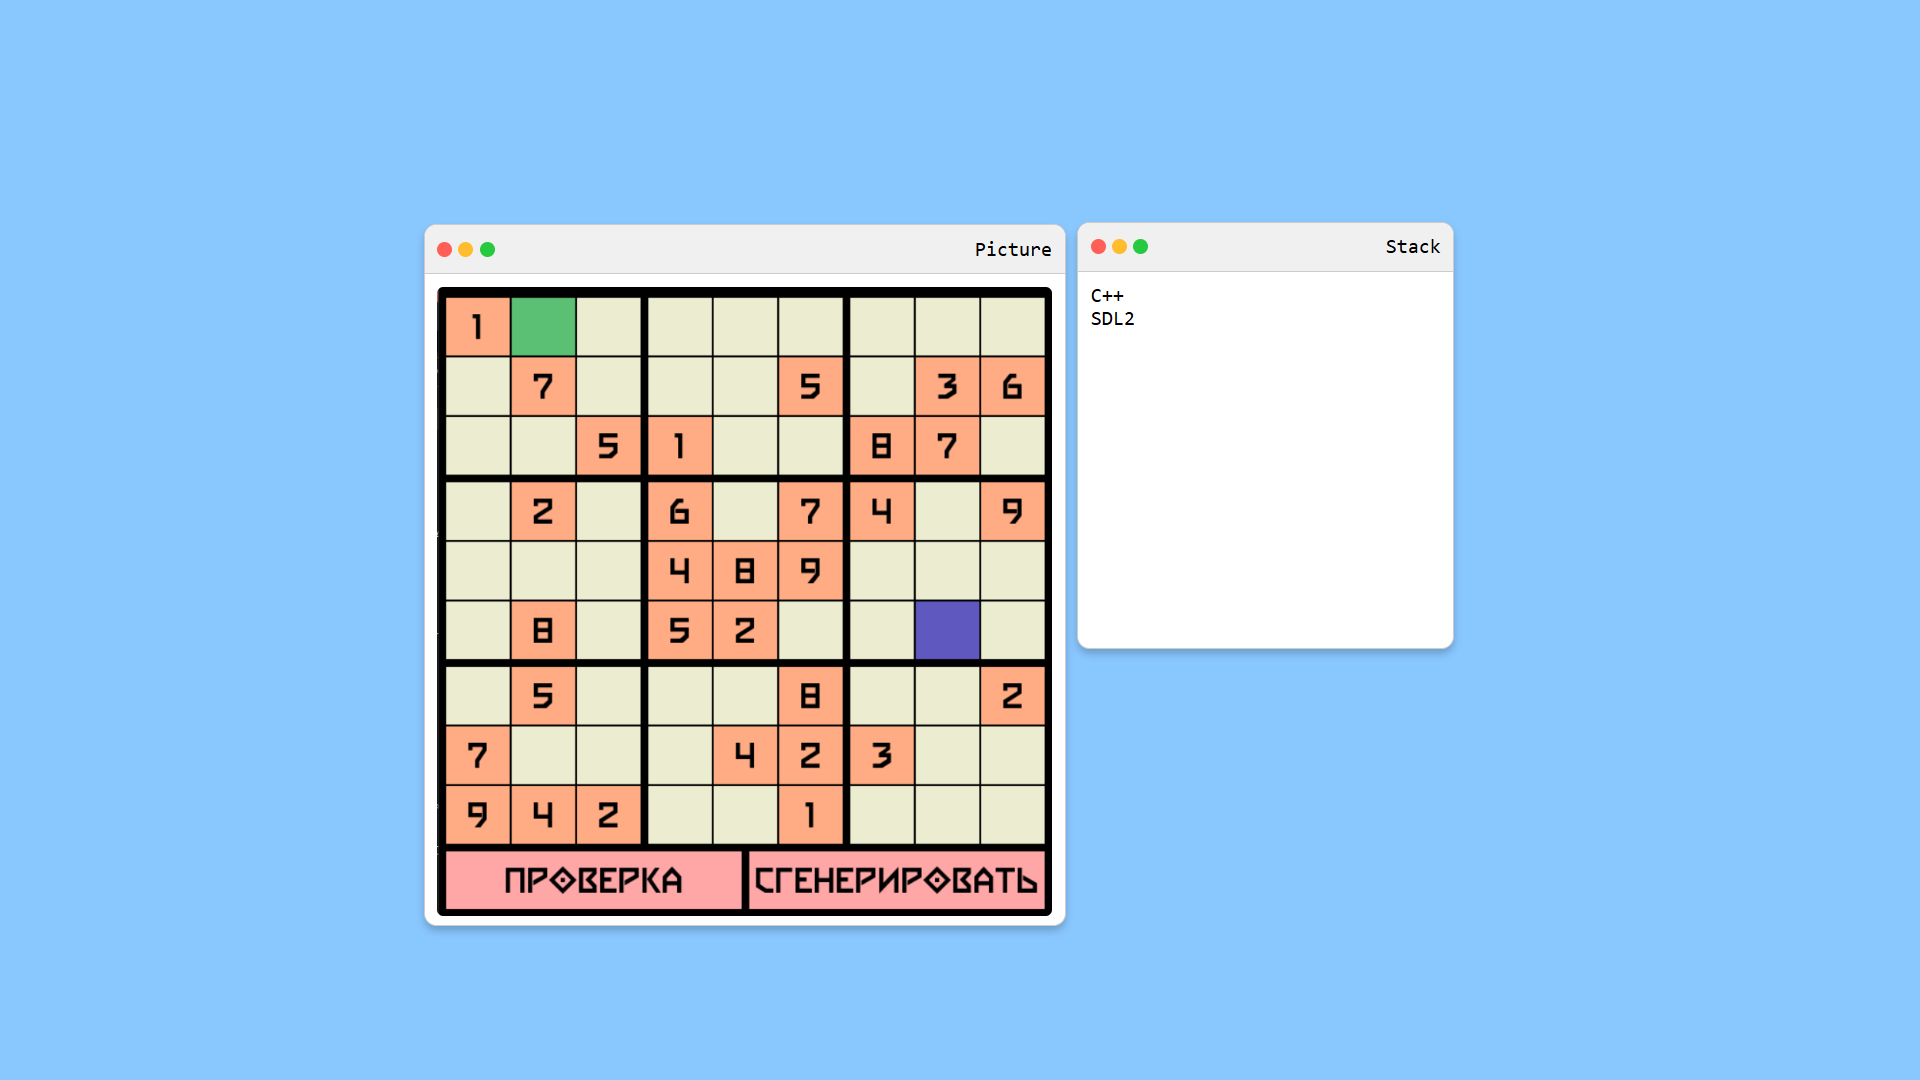 Picture
1
7 5 3 6
5 1 8 7
2 6 7 4 9
4 8 9
8 5 2
5 8 2
7 4 2 3
9 4 2 1
ПРОВЕРКА СГЕНЕРИРОВАТЬ
Stack
C++
SDL2